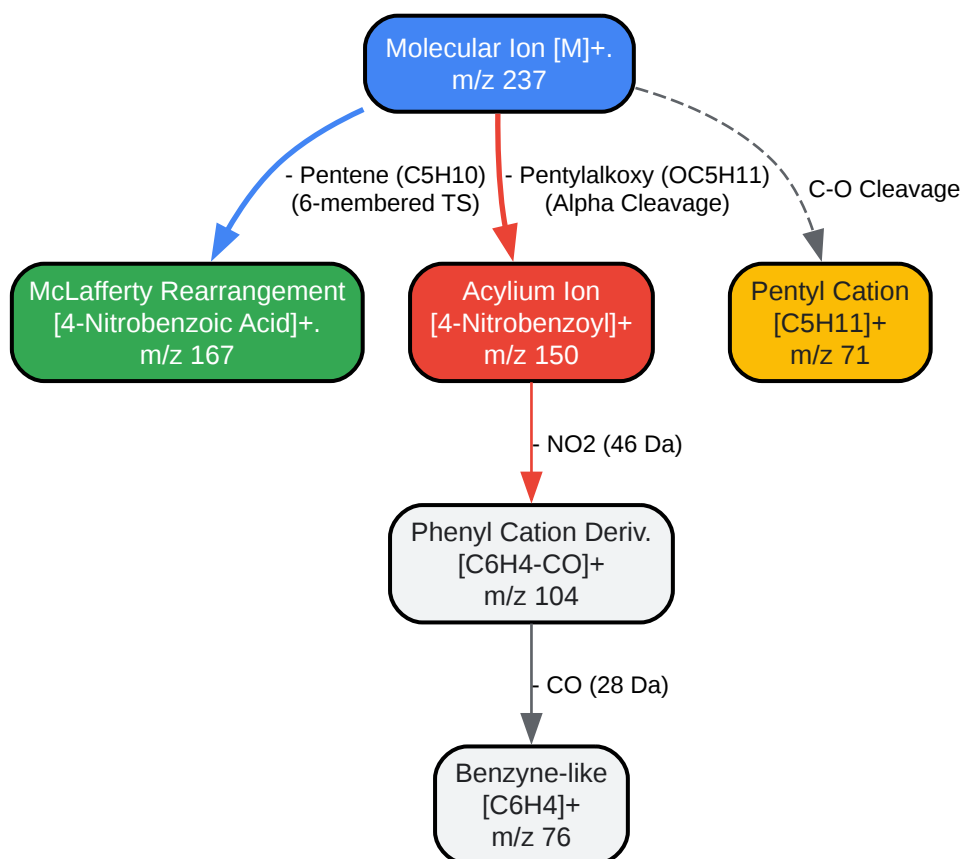 Molecular Ion [M]+.
m/z 237
- Pentene (C5H10)
(6-membered TS)
- Pentylalkoxy (OC5H11)
(Alpha Cleavage)
C-O Cleavage
McLafferty Rearrangement
[4-Nitrobenzoic Acid]+.
m/z 167
Acylium Ion
[4-Nitrobenzoyl]+
m/z 150
Pentyl Cation
[C5H11]+
m/z 71
- NO2 (46 Da)
Phenyl Cation Deriv.
[C6H4-CO]+
m/z 104
- CO (28 Da)
Benzyne-like
[C6H4]+
m/z 76